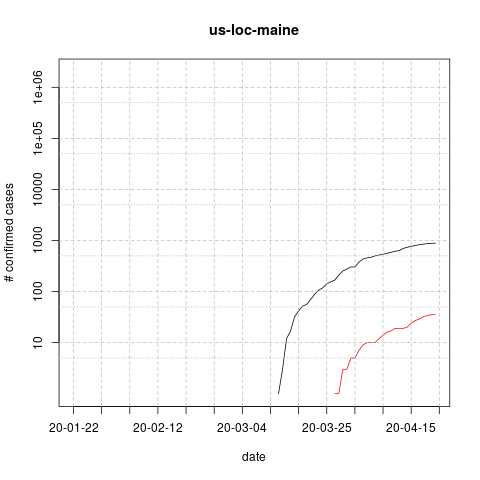 us-loc-maine
# confirmed cases
1e+06
1e+05
10000
1000
100
10
20-01-22
20-02-12
20-03-04
20-03-25
20-04-15
date